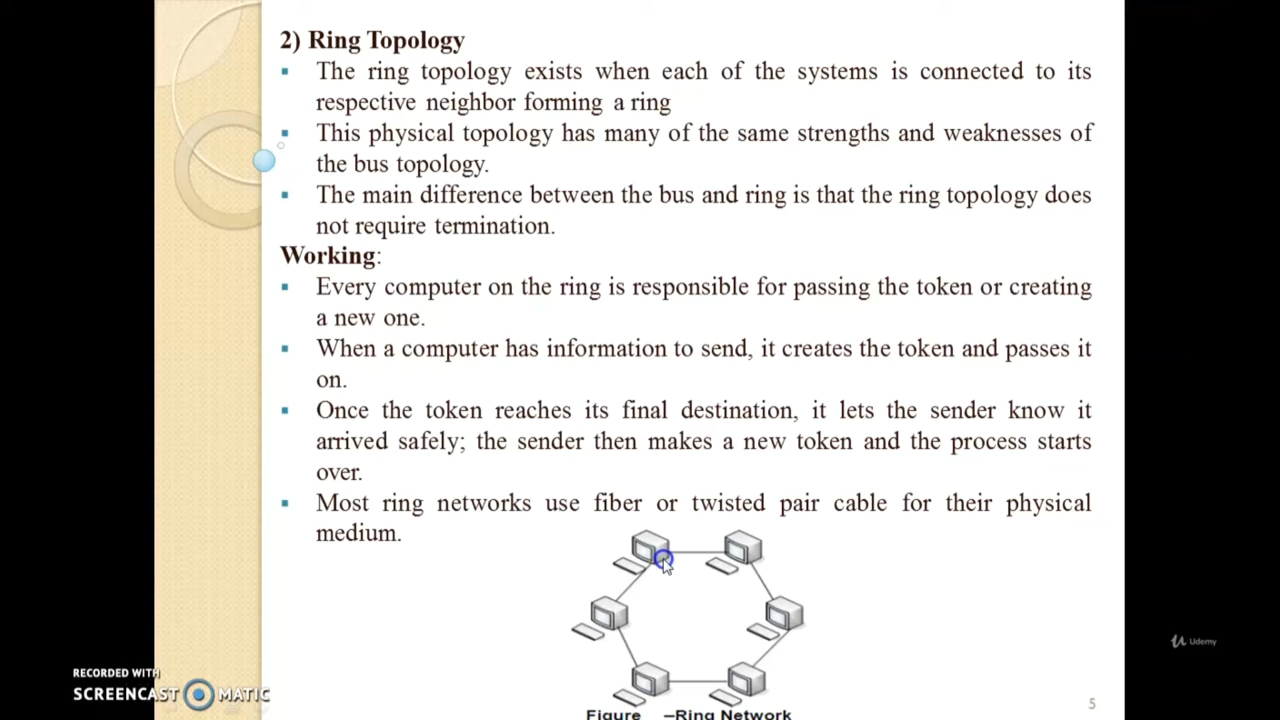 2) Ring Topology
▪ The ring topology exists when each of the systems is connected to its
respective neighbor forming a ring
▪ This physical topology has many of the same strengths and weaknesses of
the bus topology.
▪ The main difference between the bus and ring is that the ring topology does
not require termination.
Working:
▪ Every computer on the ring is responsible for passing the token or creating
a new one.
▪ When a computer has information to send, it creates the token and passes it
on.
▪ Once the token reaches its final destination, it lets the sender know it
arrived safely; the sender then makes a new token and the process starts
over.
▪ Most ring networks use fiber or twisted pair cable for their physical
medium.
Udemy
RECORDED WITH
SCREENCAST MATIC
5
Figure –Ring Network